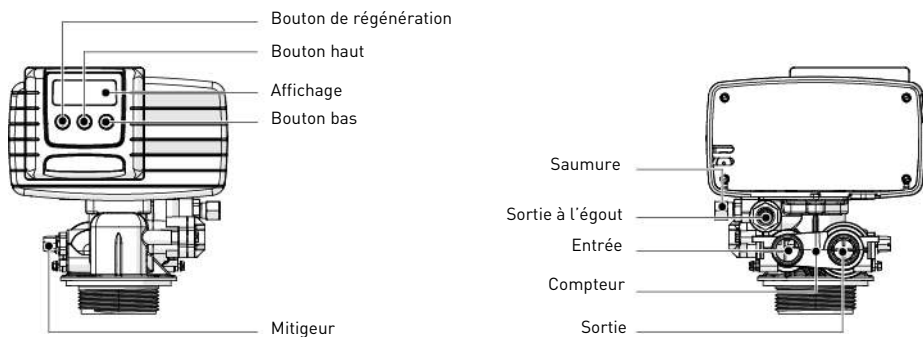 Bouton de régénération
Bouton haut
Affichage
Bouton bas
Mitigeur
Saumure
Sortie à l'égout
Entrée
Compteur
Sortie